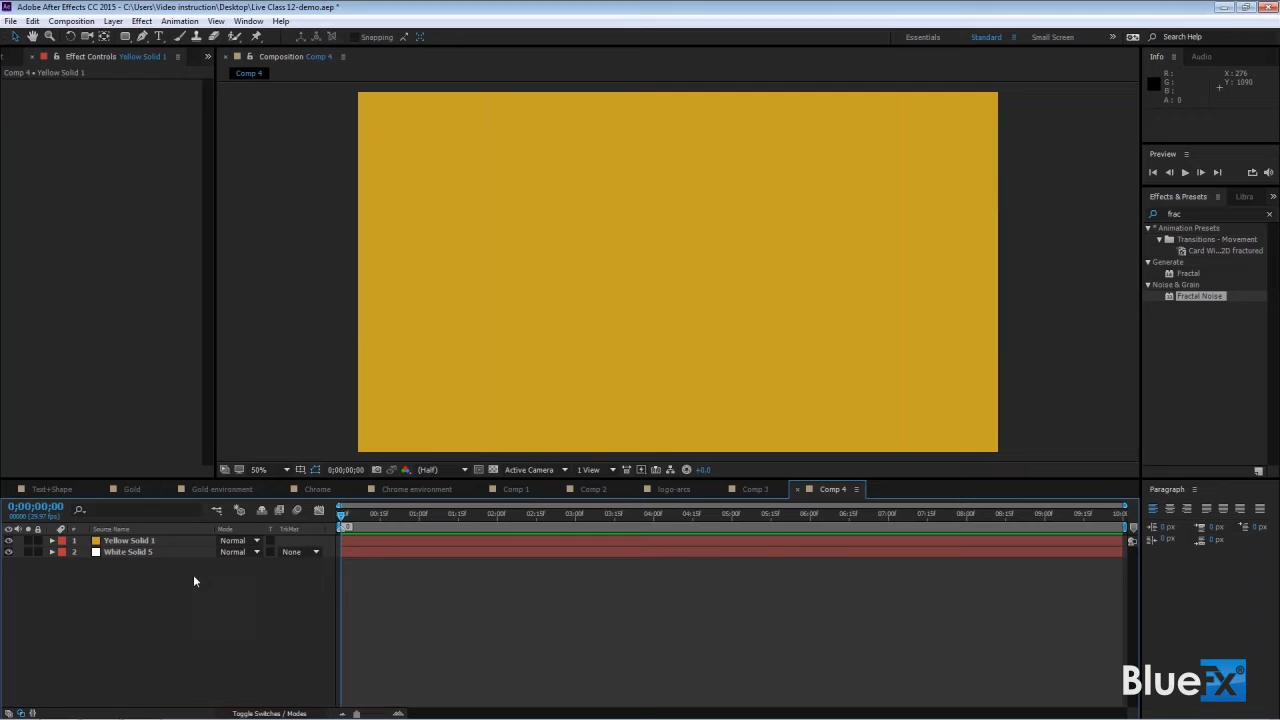 Adobe After Effects CC 2015 - C:\Users\Video instruction\Desktop\Live Class 12-demo.aep *
File Edit Composition Layer Effect Animation View Window Help
Snapping Essentials Standard Small Screen Search Help
Effect Controls Yellow Solid 1 Composition Comp 4 Info Audio
Comp 4 • Yellow Solid 1 Comp 4
R : X : 276
G : Y : 1090
B :
A : 0
Preview
Effects & Presets Libra
frac
* Animation Presets
Transitions - Movement
Card Wi...2D fractured
Generate
Fractal
Noise & Grain
Fractal Noise
50% 0;00;00;00 (Half) Active Camera 1 View +0.0
Text+Shape Gold Gold environment Chrome Chrome environment Comp 1 Comp 2 logo-arcs Comp 3 Comp 4 Paragraph
0;00;00;00
00000 (29.97 fps)
00:15f 01:00f 01:15f 02:00f 02:15f 03:00f 03:15f 04:00f 04:15f 05:00f 05:15f 06:00f 06:15f 07:00f 07:15f 08:00f 08:15f 09:00f 09:15f 10:00
# Source Name Mode T TrkMat
1 Yellow Solid 1 Normal
2 White Solid 5 Normal None
0 px 0 px 0 px
0 px 0 px
BlueFX
Toggle Switches / Modes